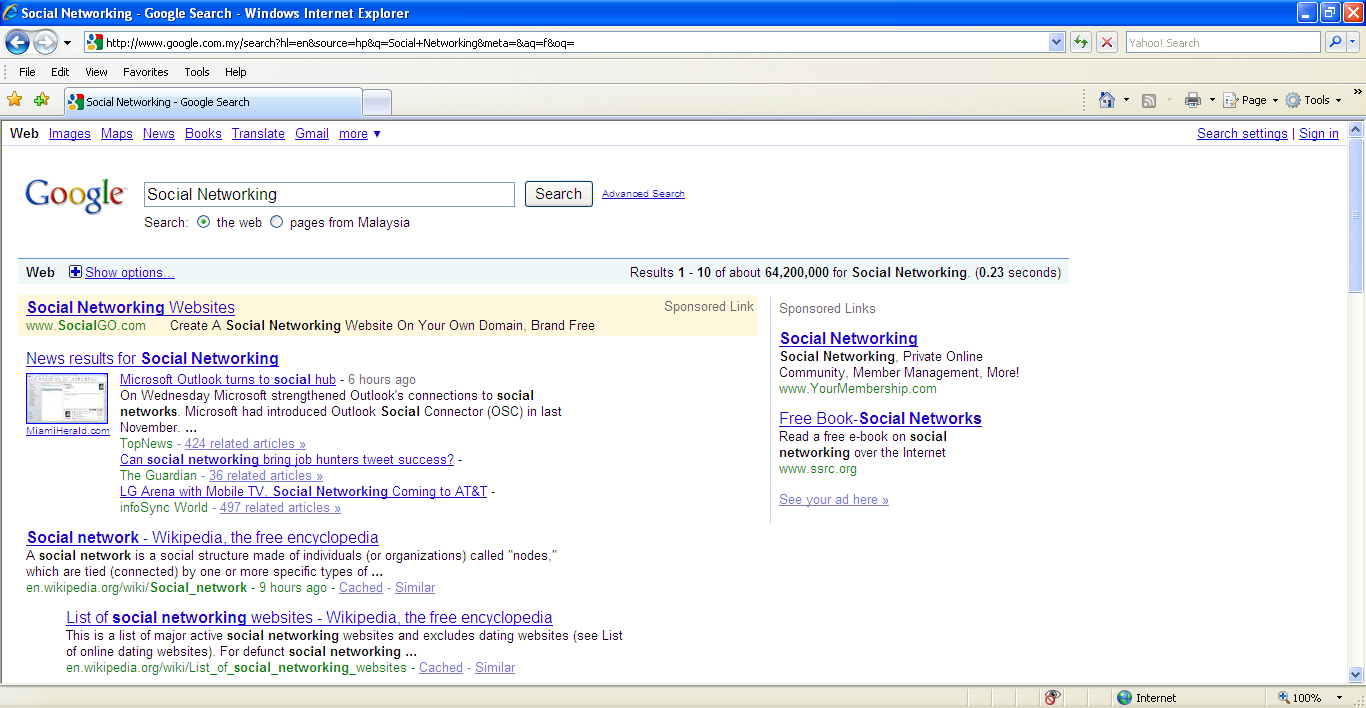 Social Networking - Google Search - Windows Internet Explorer
http://www.google.com.my/search?hl=en&source=hp&q=Social+Networking&meta=&aq=f&oq=
Yahoo! Search
File Edit View Favorites Tools Help
Social Networking - Google Search
Page Tools »
Web Images Maps News Books Translate Gmail more ▼
Search settings | Sign in
Google
Social Networking
Search
Advanced Search
Search: the web pages from Malaysia
Web Show options...
Results 1 - 10 of about 64,200,000 for Social Networking. (0.23 seconds)
Social Networking Websites
Sponsored Link
www.SocialGO.com Create A Social Networking Website On Your Own Domain, Brand Free
News results for Social Networking
Microsoft Outlook turns to social hub - 6 hours ago
On Wednesday Microsoft strengthened Outlook's connections to social
networks. Microsoft had introduced Outlook Social Connector (OSC) in last
November. ...
MiamiHerald.com
TopNews - 424 related articles »
Can social networking bring job hunters tweet success? -
The Guardian - 36 related articles »
LG Arena with Mobile TV, Social Networking Coming to AT&T -
infoSync World - 497 related articles »
Social network - Wikipedia, the free encyclopedia
A social network is a social structure made of individuals (or organizations) called "nodes,"
which are tied (connected) by one or more specific types of ...
en.wikipedia.org/wiki/Social_network - 9 hours ago - Cached - Similar
List of social networking websites - Wikipedia, the free encyclopedia
This is a list of major active social networking websites and excludes dating websites (see List
of online dating websites). For defunct social networking ...
en.wikipedia.org/wiki/List_of_social_networking_websites - Cached - Similar
Sponsored Links
Social Networking
Social Networking, Private Online
Community, Member Management, More!
www.YourMembership.com
Free Book-Social Networks
Read a free e-book on social
networking over the Internet
www.ssrc.org
See your ad here »
Internet
100%